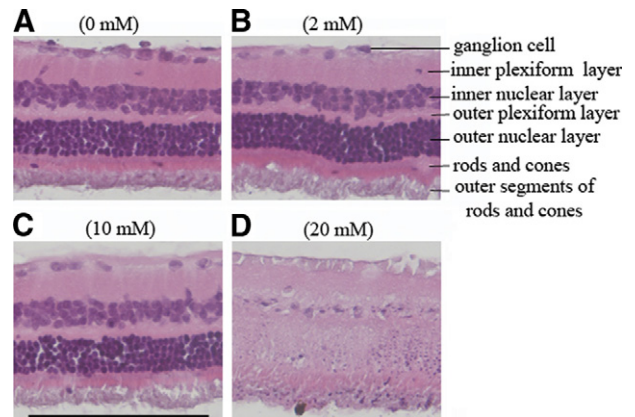 A (0 mM)
B (2 mM)
ganglion cell
inner plexiform layer
inner nuclear layer
outer plexiform layer
outer nuclear layer
rods and cones
outer segments of
rods and cones
C (10 mM)
D (20 mM)